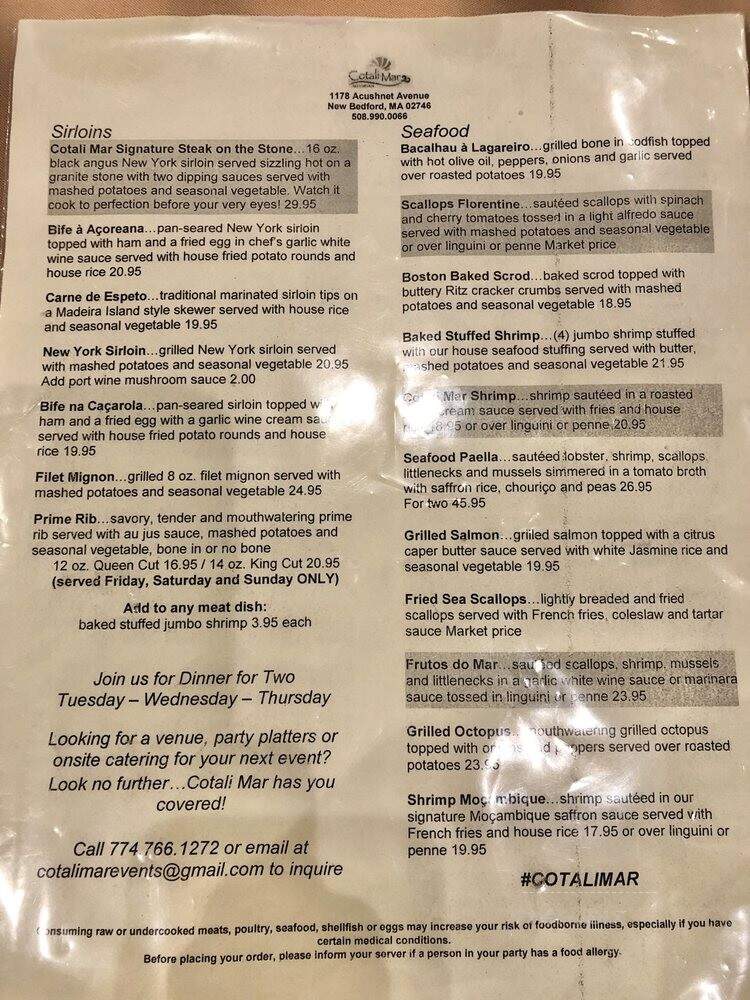 Cotali Mar
1178 Acushnet Avenue
New Bedford, MA 02746
508.990.0066
Sirloins
Cotali Mar Signature Steak on the Stone…16 oz.
black angus New York sirloin served sizzling hot on a
granite stone with two dipping sauces served with
mashed potatoes and seasonal vegetable. Watch it
cook to perfection before your very eyes! 29.95
Bife à Açoreana…pan-seared New York sirloin
topped with ham and a fried egg in chef's garlic white
wine sauce served with house fried potato rounds and
house rice 20.95
Carne de Espeto…traditional marinated sirloin tips on
a Madeira Island style skewer served with house rice
and seasonal vegetable 19.95
New York Sirloin…grilled New York sirloin served
with mashed potatoes and seasonal vegetable 20.95
Add port wine mushroom sauce 2.00
Bife na Caçarola…pan-seared sirloin topped
ham and a fried egg with a garlic wine cream
served with house fried potato rounds and house
rice 19.95
Filet Mignon…grilled 8 oz. filet mignon served with
mashed potatoes and seasonal vegetable 24.95
Prime Rib…savory, tender and mouthwatering prime
rib served with au jus sauce, mashed potatoes and
seasonal vegetable, bone in or no bone
12 oz. Queen Cut 16.95 / 14 oz. King Cut 20.95
(served Friday, Saturday and Sunday ONLY)
Add to any meat dish:
baked stuffed jumbo shrimp 3.95 each
Join us for Dinner for Two
Tuesday – Wednesday – Thursday
Looking for a venue, party platters or
onsite catering for your next event?
Look no further…Cotali Mar has you
covered!
Call 774.766.1272 or email at
cotalimarevents@gmail.com to inquire
Seafood
Bacalhau à Lagareiro…grilled bone in codfish topped
with hot olive oil, peppers, onions and garlic served
over roasted potatoes 19.95
Scallops Florentine…sautéed scallops with spinach
and cherry tomatoes tossed in a light alfredo sauce
served with mashed potatoes and seasonal vegetable
or over linguini or penne Market price
Boston Baked Scrod…baked scrod topped with
buttery Ritz cracker crumbs served with mashed
potatoes and seasonal vegetable 18.95
Baked Stuffed Shrimp…(4) jumbo shrimp stuffed
with our house seafood stuffing served with butter,
mashed potatoes and seasonal vegetable 21.95
Mar Shrimp…shrimp sautéed in a roasted
cream sauce served with fries and house
or over linguini or penne 20.95
Seafood Paella…sautéed lobster, shrimp, scallops,
littlenecks and mussels simmered in a tomato broth
with saffron rice, chouriço and peas 26.95
For two 45.95
Grilled Salmon…grilled salmon topped with a citrus
caper butter sauce served with white Jasmine rice and
seasonal vegetable 19.95
Fried Sea Scallops…lightly breaded and fried
scallops served with French fries, coleslaw and tartar
sauce Market price
Frutos do Mar…sautéed scallops, shrimp, mussels
and littlenecks in a garlic white wine sauce or marinara
sauce tossed in linguini or penne 23.95
Grilled Octopus…mouthwatering grilled octopus
topped with onions and peppers served over roasted
potatoes 23.95
Shrimp Moçambique…shrimp sautéed in our
signature Moçambique saffron sauce served with
French fries and house rice 17.95 or over linguini or
penne 19.95
#COTALIMAR
Consuming raw or undercooked meats, poultry, seafood, shellfish or eggs may increase your risk of foodborne illness, especially if you have
certain medical conditions.
Before placing your order, please inform your server if a person in your party has a food allergy.